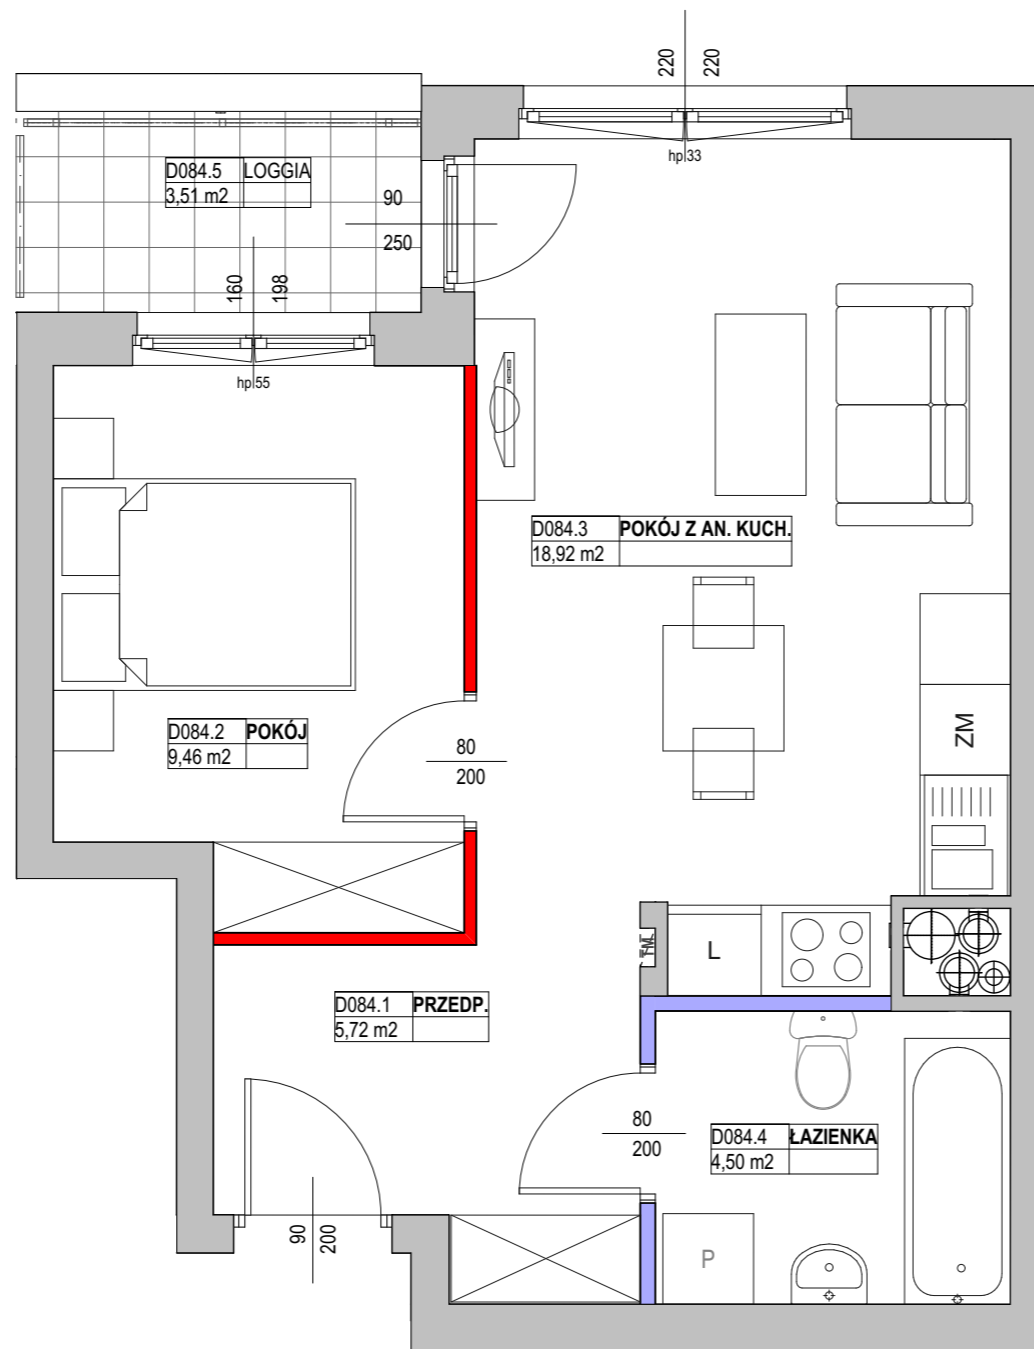 220 220
hp 33
D084.5 LOGGIA
3,51 m2
90
250
160 198
hp 55
D084.3 POKÓJ Z AN. KUCH.
18,92 m2
D084.2 POKÓJ
9,46 m2
80
200
ZM
TM
L
D084.1 PRZEDP.
5,72 m2
80
200
D084.4 ŁAZIENKA
4,50 m2
90 200
P